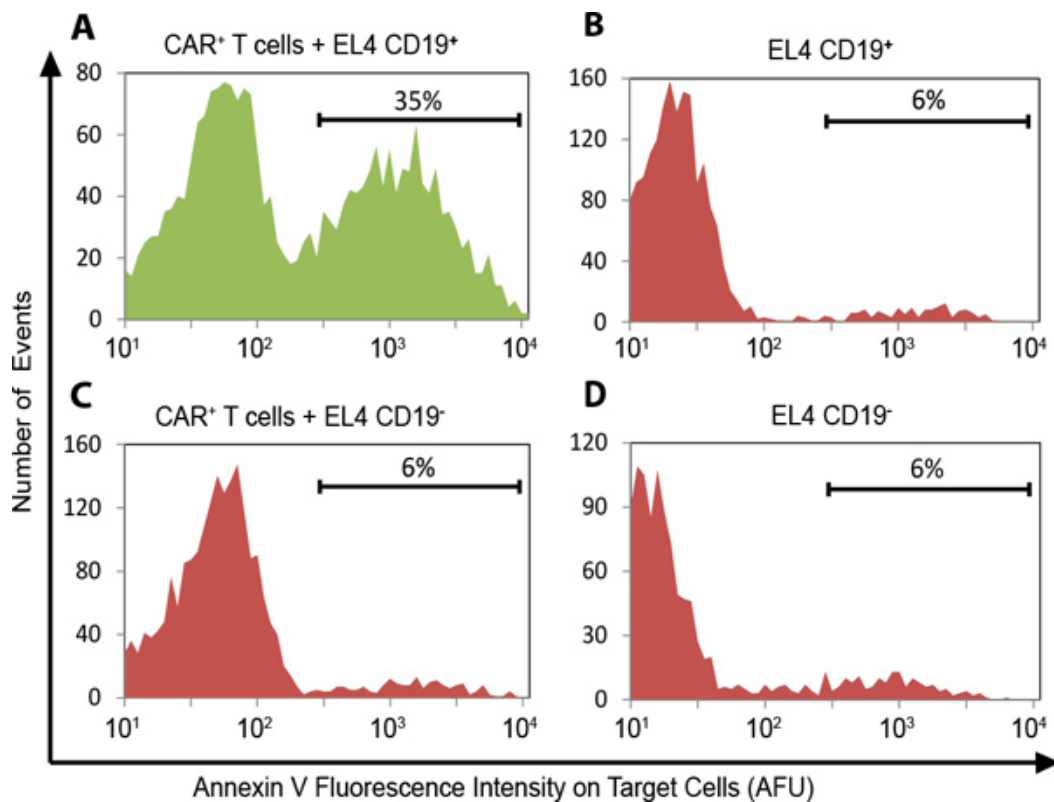 A
CAR⁺ T cells + EL4 CD19⁺
80
60
40
20
0
35%
10¹ 10² 10³ 10⁴
B
EL4 CD19⁺
160
120
80
40
0
6%
10¹ 10² 10³ 10⁴
C
CAR⁺ T cells + EL4 CD19⁻
160
120
80
40
0
6%
10¹ 10² 10³ 10⁴
D
EL4 CD19⁻
120
90
60
30
0
6%
10¹ 10² 10³ 10⁴
Number of Events
Annexin V Fluorescence Intensity on Target Cells (AFU)